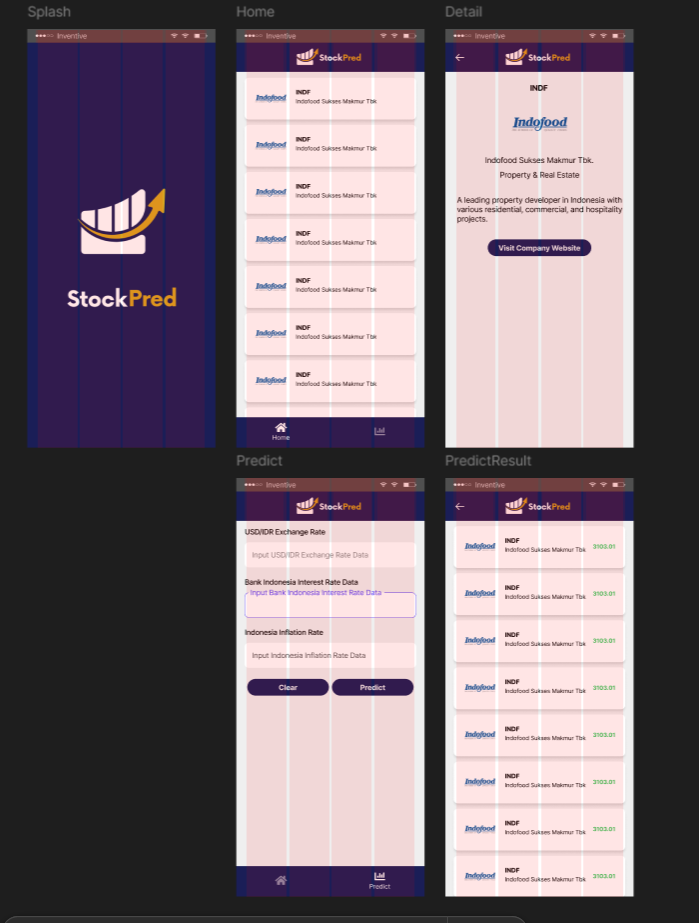 Splash
Inventive
StockPred
Home
Inventive
StockPred
Indofood
INDF
Indofood Sukses Makmur Tbk
Indofood
INDF
Indofood Sukses Makmur Tbk
Indofood
INDF
Indofood Sukses Makmur Tbk
Indofood
INDF
Indofood Sukses Makmur Tbk
Indofood
INDF
Indofood Sukses Makmur Tbk
Indofood
INDF
Indofood Sukses Makmur Tbk
Indofood
INDF
Indofood Sukses Makmur Tbk
Home
Detail
Inventive
StockPred
INDF
Indofood
Indofood Sukses Makmur Tbk.
Property & Real Estate
A leading property developer in Indonesia with
various residential, commercial, and hospitality
projects.
Visit Company Website
Predict
Inventive
StockPred
USD/IDR Exchange Rate
Input USD/IDR Exchange Rate Data
Bank Indonesia Interest Rate Data
Input Bank Indonesia Interest Rate Data
Indonesia Inflation Rate
Input Indonesia Inflation Rate Data
Clear
Predict
Predict
PredictResult
Inventive
StockPred
Indofood
INDF
Indofood Sukses Makmur Tbk
3103.01
Indofood
INDF
Indofood Sukses Makmur Tbk
3103.01
Indofood
INDF
Indofood Sukses Makmur Tbk
3103.01
Indofood
INDF
Indofood Sukses Makmur Tbk
3103.01
Indofood
INDF
Indofood Sukses Makmur Tbk
3103.01
Indofood
INDF
Indofood Sukses Makmur Tbk
3103.01
Indofood
INDF
Indofood Sukses Makmur Tbk
3103.01
Indofood
INDF
Indofood Sukses Makmur Tbk
3103.01